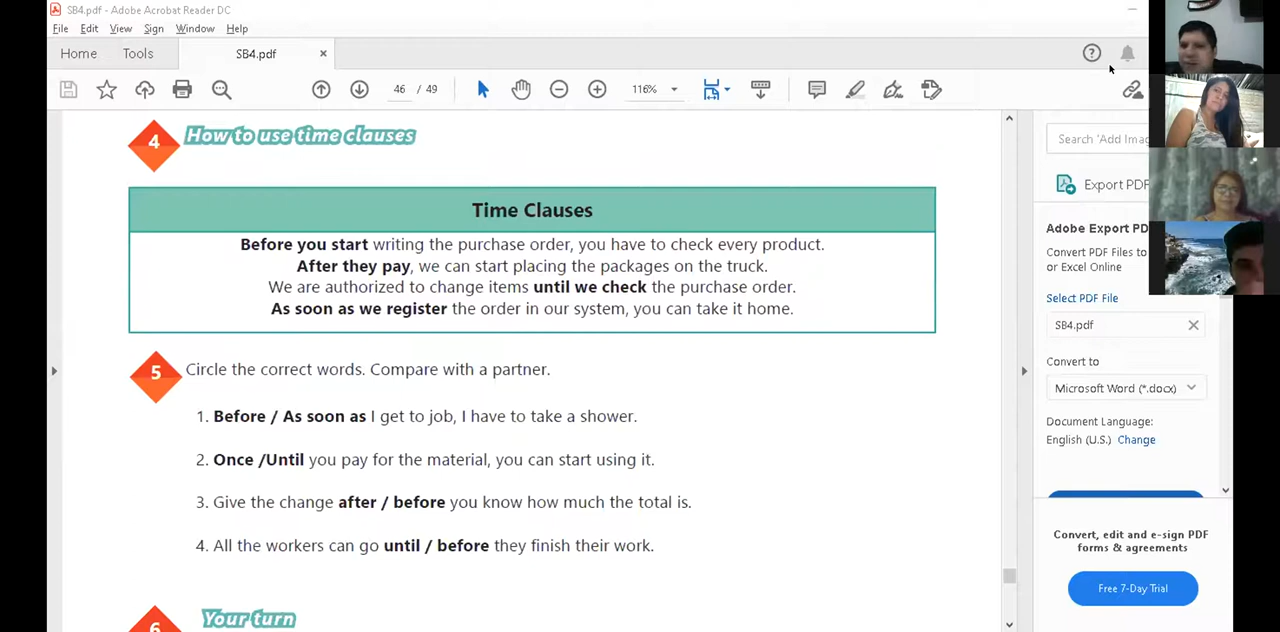 SB4.pdf - Adobe Acrobat Reader DC
File Edit View Sign Window Help
Home Tools SB4.pdf ×
46 / 49 116%
4 How to use time clauses
Time Clauses
Before you start writing the purchase order, you have to check every product.
After they pay, we can start placing the packages on the truck.
We are authorized to change items until we check the purchase order.
As soon as we register the order in our system, you can take it home.
5 Circle the correct words. Compare with a partner.
1. Before / As soon as I get to job, I have to take a shower.
2. Once /Until you pay for the material, you can start using it.
3. Give the change after / before you know how much the total is.
4. All the workers can go until / before they finish their work.
6 Your turn
Search 'Add Imag
Export PDF
Adobe Export PD
Convert PDF Files to
or Excel Online
Select PDF File
SB4.pdf
Convert to
Microsoft Word (*.docx)
Document Language:
English (U.S.) Change
Convert, edit and e-sign PDF
forms & agreements
Free 7-Day Trial